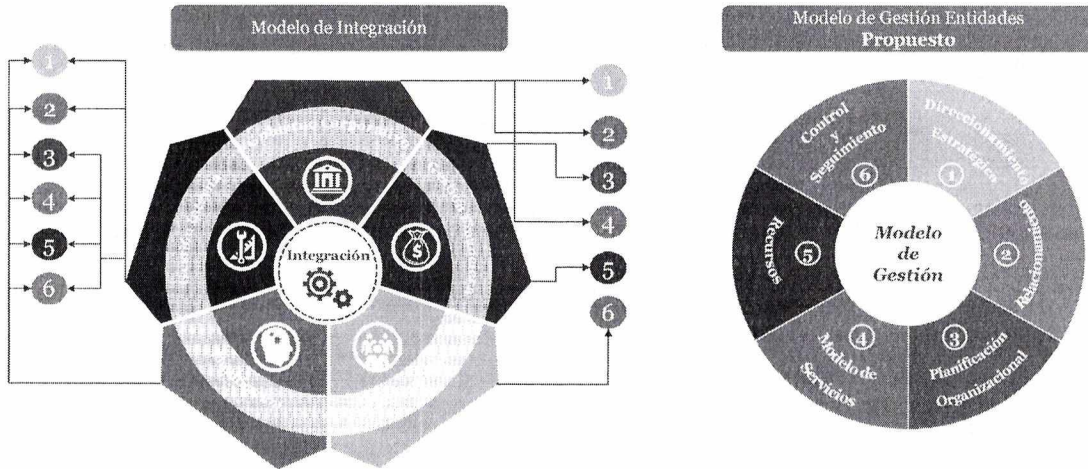 Modelo de Integración
1
2
3
4
5
6
Integración
$
1
2
3
4
5
6
Modelo de Gestión Entidades
Propuesto
Control
y
Seguimiento
6
Direccionamiento
Estratégico
1
Relacionamiento
2
Planificación
Organizacional
3
Modelo de
Servicios
4
Recursos
5
Modelo
de
Gestión